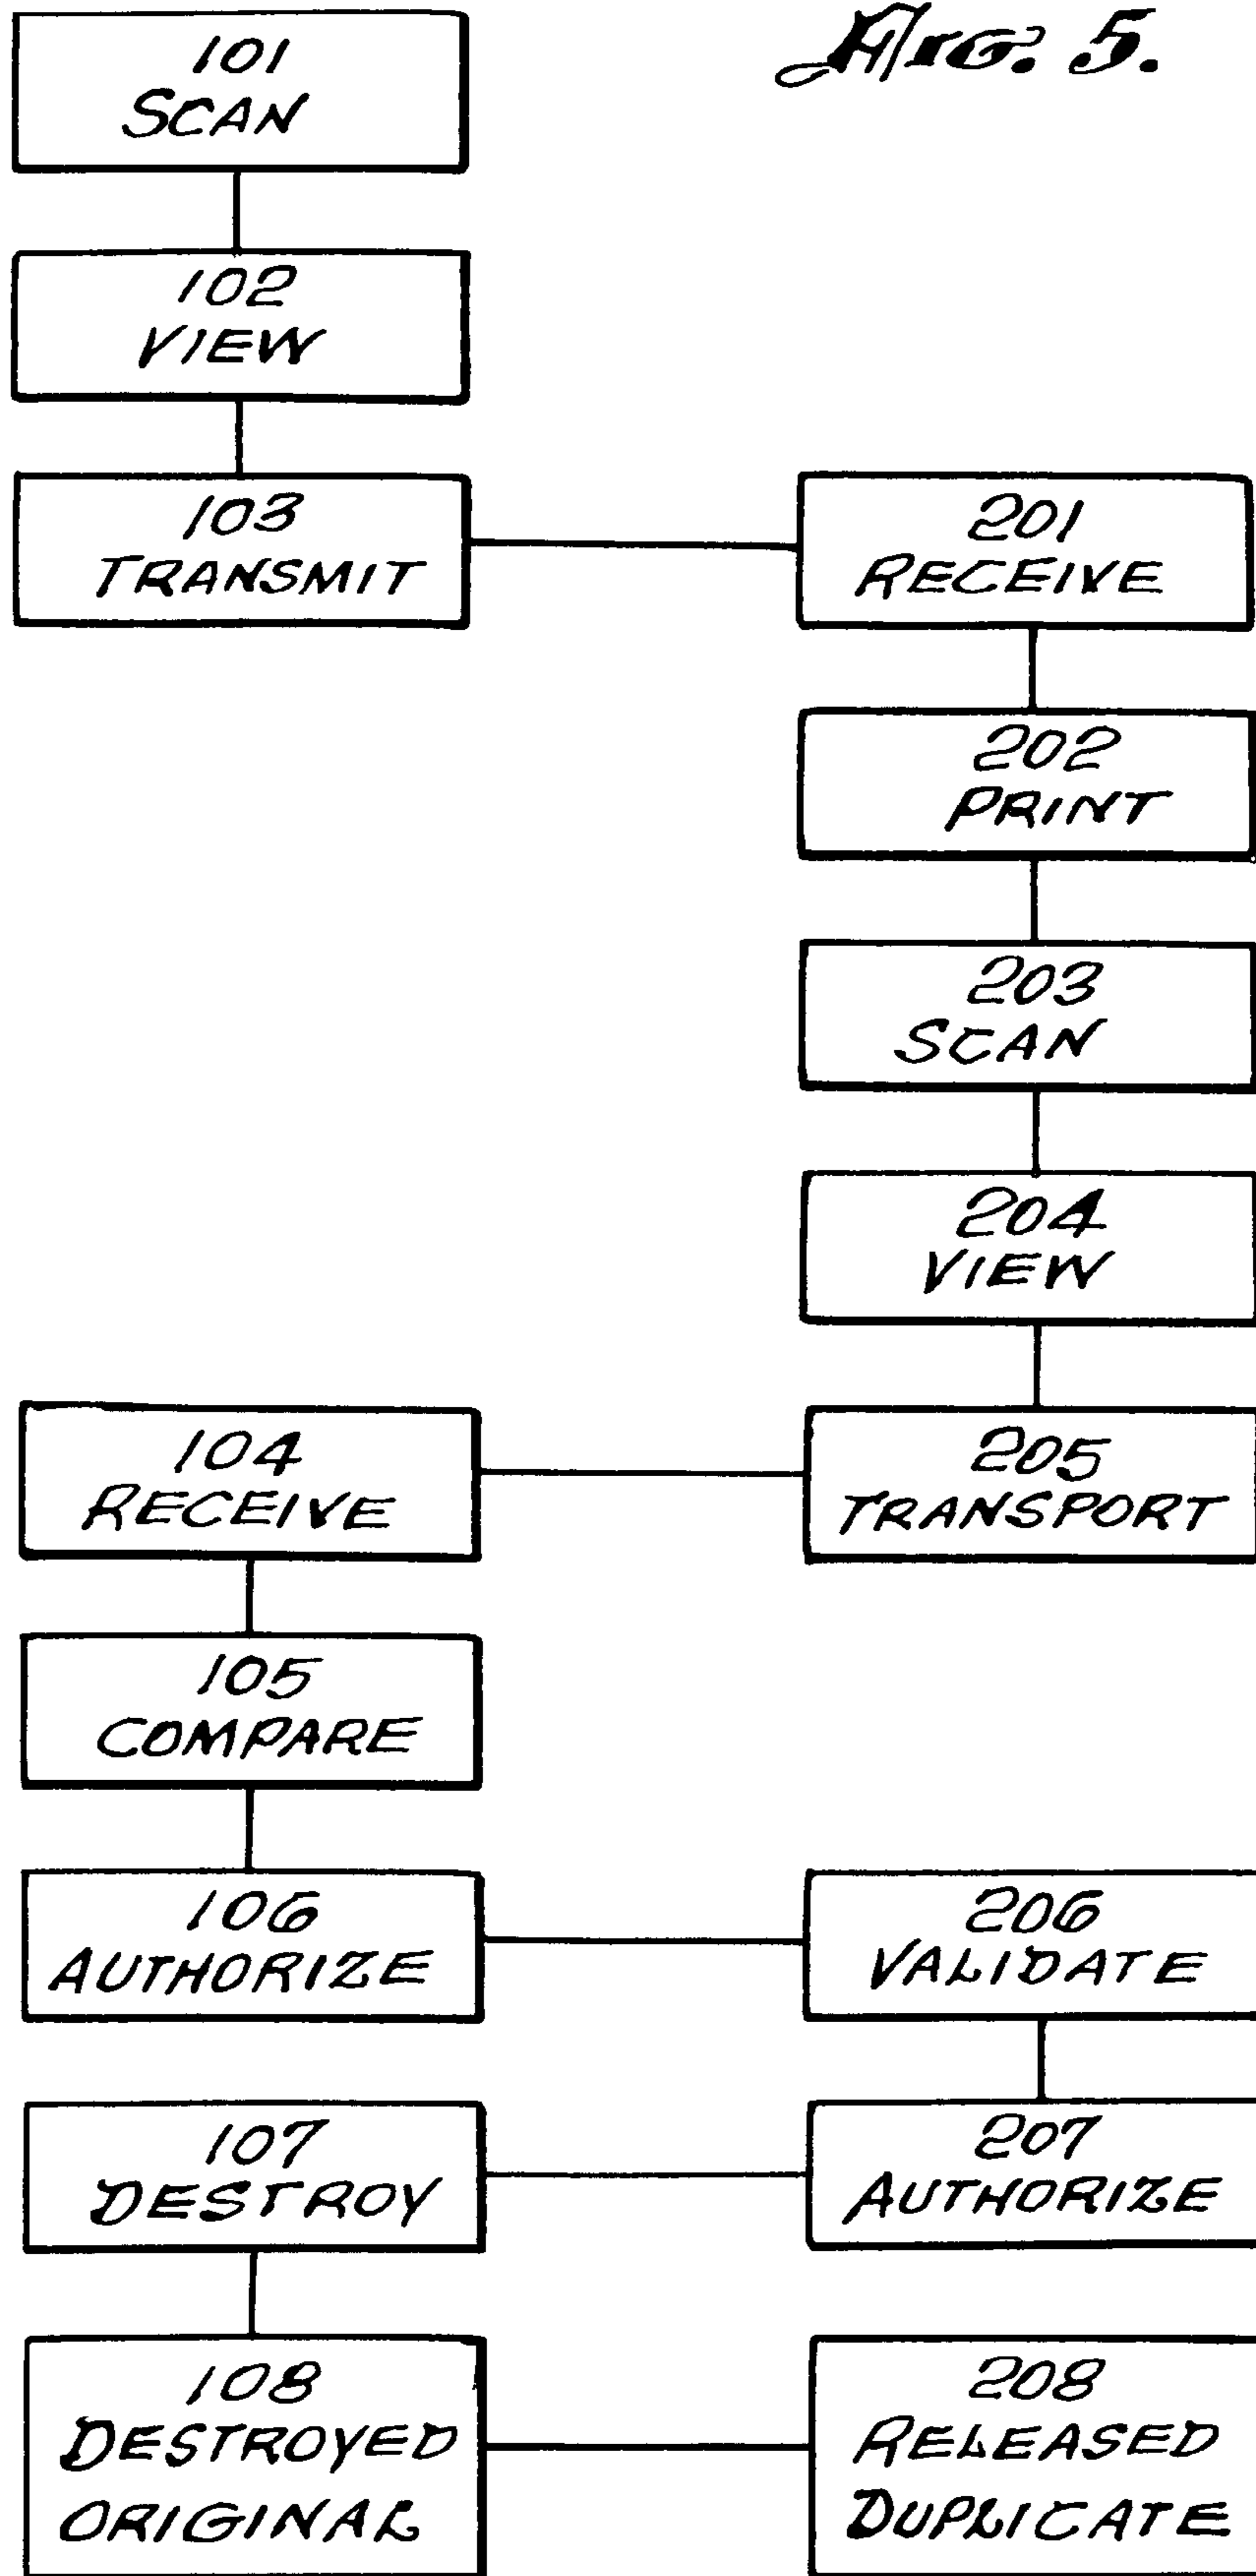 FIG. 5.
101
SCAN
102
VIEW
103
TRANSMIT
201
RECEIVE
202
PRINT
203
SCAN
204
VIEW
205
TRANSPORT
104
RECEIVE
105
COMPARE
106
AUTHORIZE
206
VALIDATE
207
AUTHORIZE
107
DESTROY
108
DESTROYED
ORIGINAL
208
RELEASED
DUPLICATE